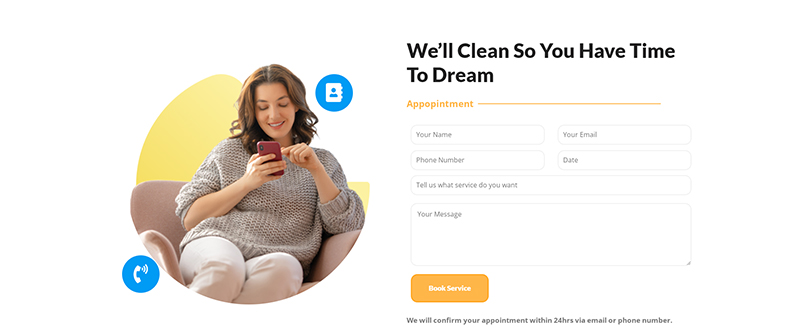 We’ll Clean So You Have Time
To Dream
Appopintment
Your Name
Your Email
Phone Number
Date
Tell us what service do you want
Your Message
Book Service
We will confirm your appointment within 24hrs via email or phone number.